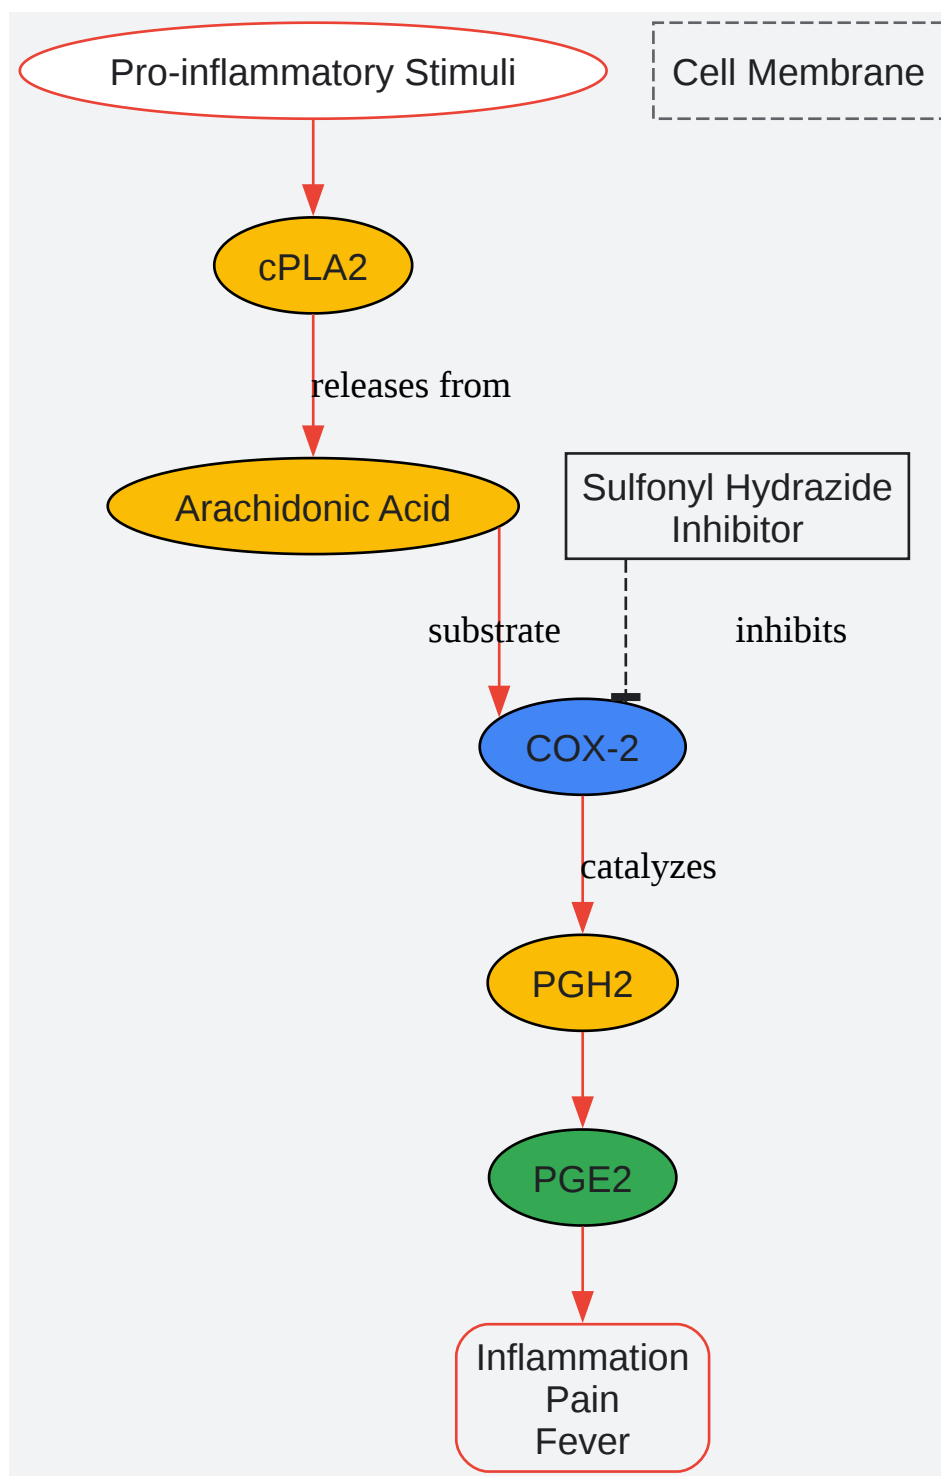 Pro-inflammatory Stimuli
Cell Membrane
cPLA2
releases from
Arachidonic Acid
Sulfonyl Hydrazide
Inhibitor
substrate
inhibits
COX-2
catalyzes
PGH2
PGE2
Inflammation
Pain
Fever